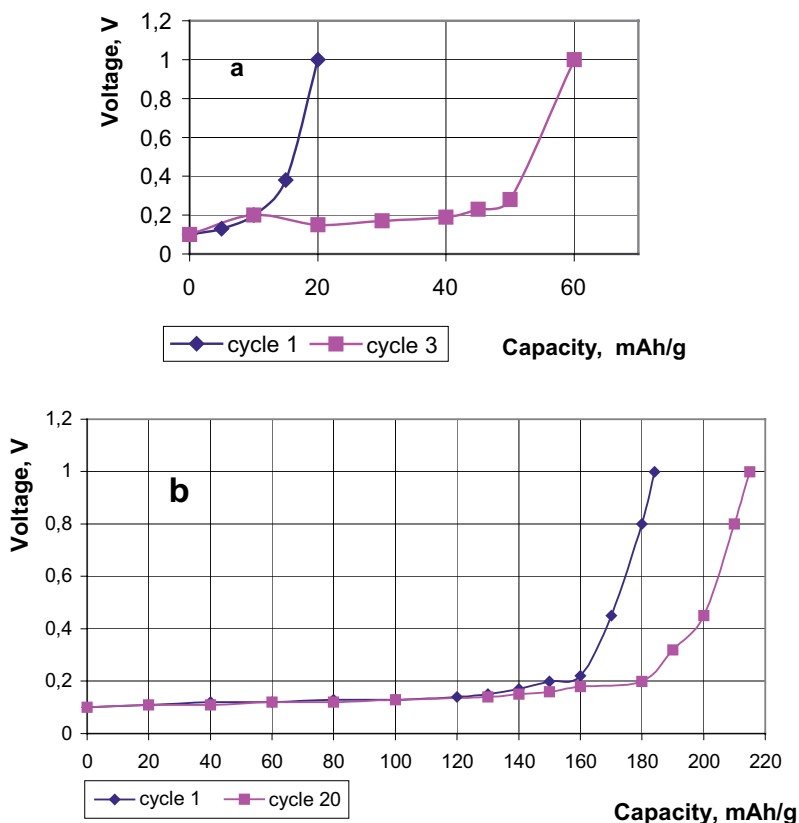 1,2
1
0,8
0,6
0,4
0,2
0
Voltage, V
a
0 20 40 60
cycle 1 cycle 3
Capacity, mAh/g
1,2
1
0,8
0,6
0,4
0,2
0
Voltage, V
b
0 20 40 60 80 100 120 140 160 180 200 220
cycle 1 cycle 20
Capacity, mAh/g